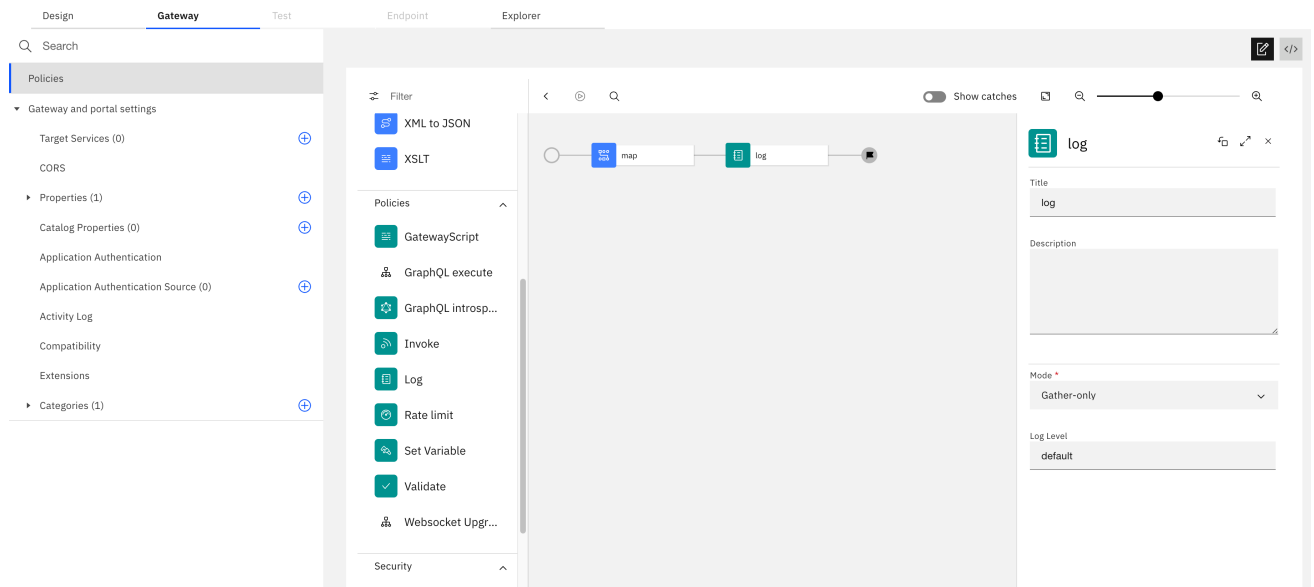 Design
Gateway
Test
Endpoint
Explorer
Search
Policies
Gateway and portal settings
Target Services (0)
CORS
Properties (1)
Catalog Properties (0)
Application Authentication
Application Authentication Source (0)
Activity Log
Compatibility
Extensions
Categories (1)
Filter
XML to JSON
XSLT
Policies
GatewayScript
GraphQL execute
GraphQL introsp...
Invoke
Log
Rate limit
Set Variable
Validate
Websocket Upgr...
Security
Show catches
map
log
log
Title
log
Description
Mode *
Gather-only
Log Level
default